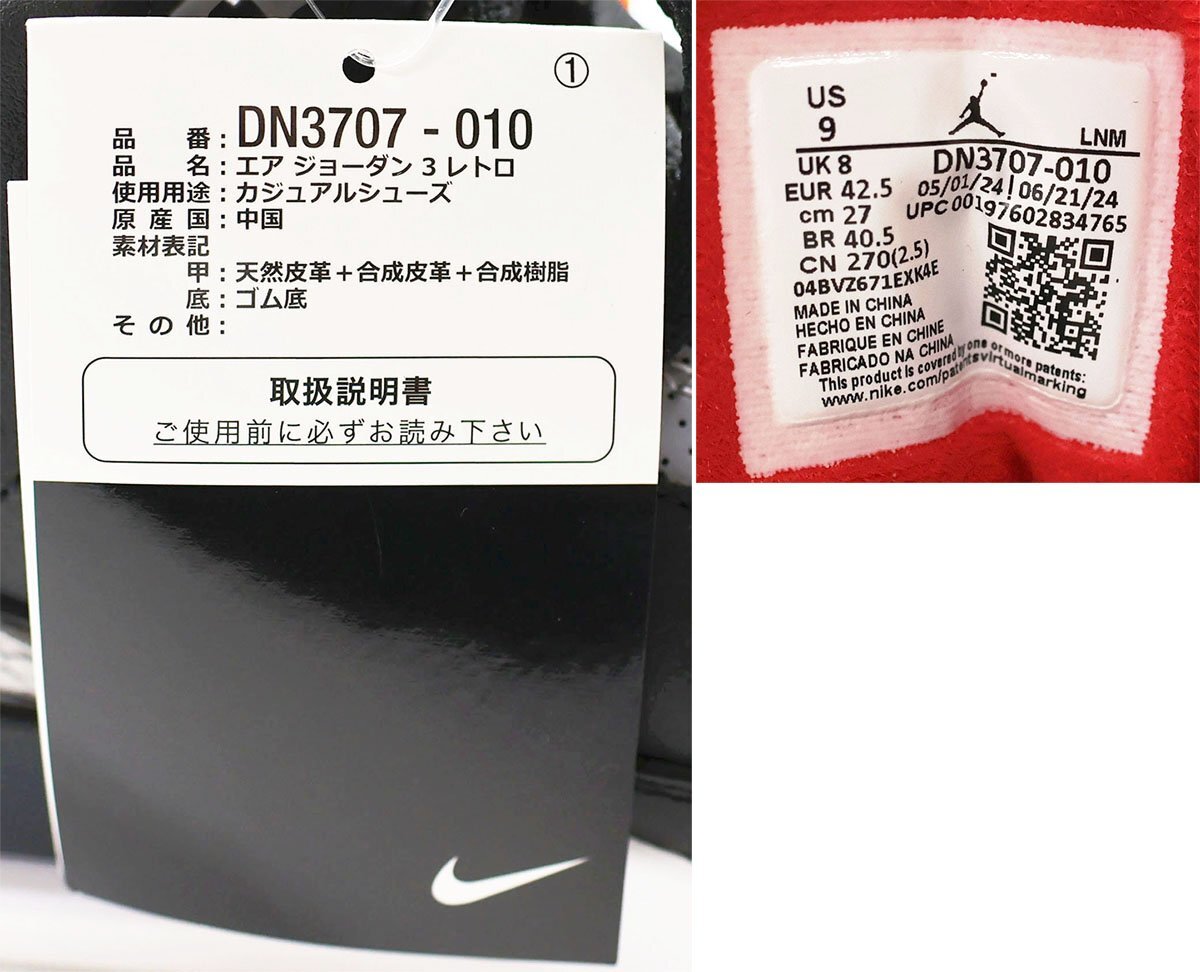 ①
品 番 : DN3707 - 010
品 名 : エア ジョーダン 3 レトロ
使用用途 : カジュアルシューズ
原 産 国 : 中国
素材表記
甲 : 天然皮革＋合成皮革＋合成樹脂
底 : ゴム底
そ の 他 :
取扱説明書
ご使用前に必ずお読み下さい
US
9
LNM
UK 8
DN3707-010
EUR 42.5
05/01/24 | 06/21/24
cm 27
UPC 00197602834765
BR 40.5
CN 270(2.5)
04BVZ671EXK4E
MADE IN CHINA
HECHO EN CHINA
FABRIQUE EN CHINE
FABRICADO NA CHINA
This product is covered by one or more patents:
www.nike.com/patentsvirtualmarking